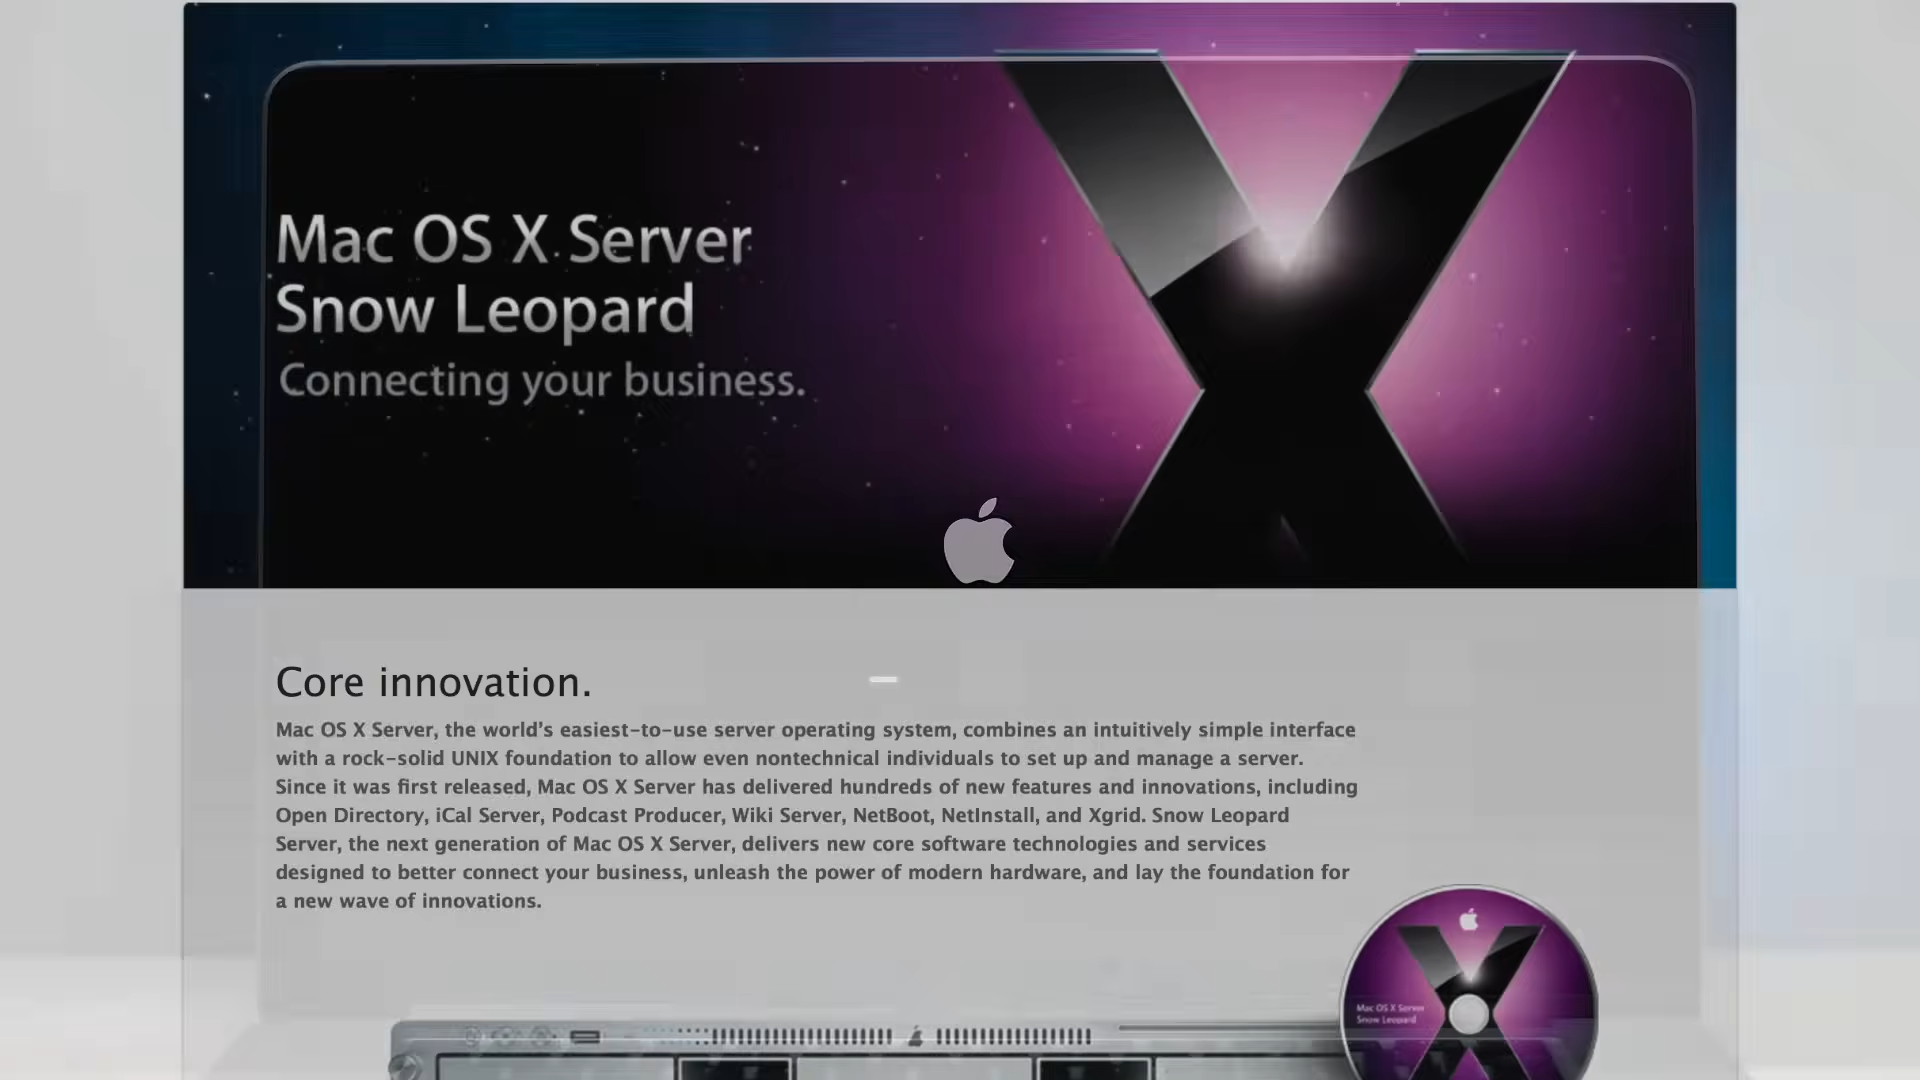 Mac OS X Server
Snow Leopard
Connecting your business.
Core innovation.
Mac OS X Server, the world’s easiest-to-use server operating system, combines an intuitively simple interface
with a rock-solid UNIX foundation to allow even nontechnical individuals to set up and manage a server.
Since it was first released, Mac OS X Server has delivered hundreds of new features and innovations, including
Open Directory, iCal Server, Podcast Producer, Wiki Server, NetBoot, NetInstall, and Xgrid. Snow Leopard
Server, the next generation of Mac OS X Server, delivers new core software technologies and services
designed to better connect your business, unleash the power of modern hardware, and lay the foundation for
a new wave of innovations.
Mac OS X Server
Snow Leopard